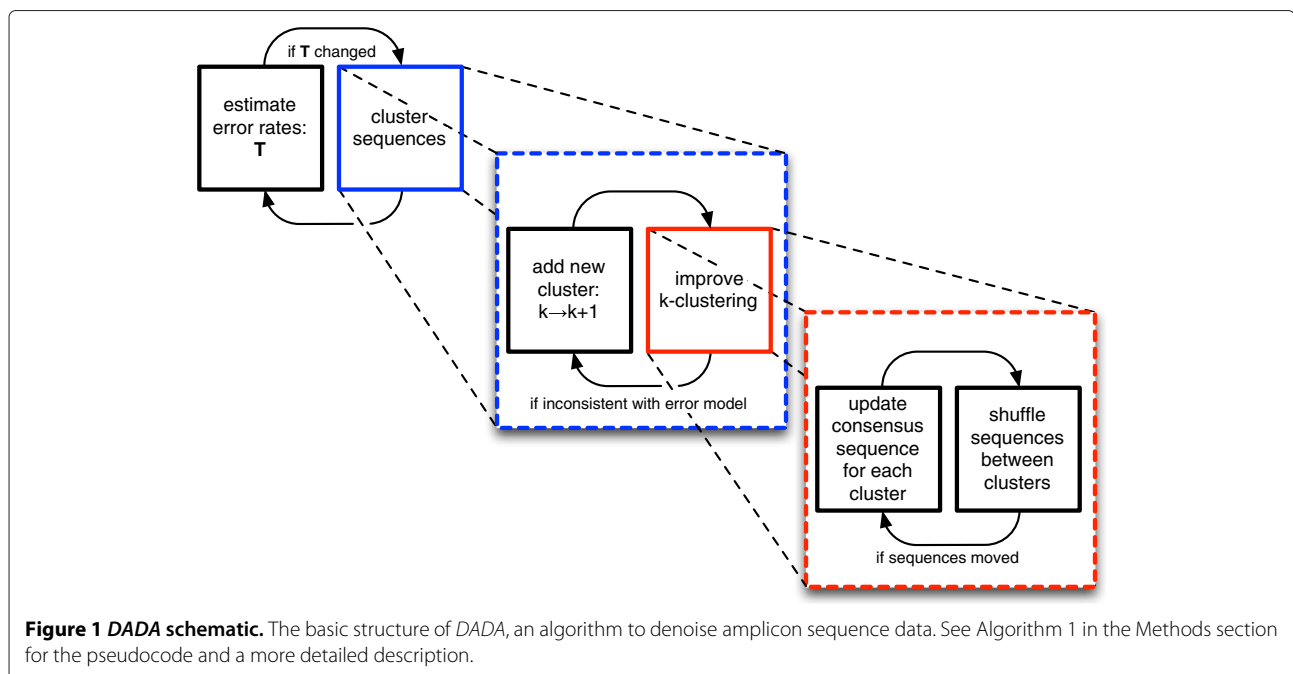 if T changed
estimate
error rates:
T
cluster
sequences
add new
cluster:
k→k+1
improve
k-clustering
if inconsistent with error model
update
consensus
sequence
for each
cluster
shuffle
sequences
between
clusters
if sequences moved
Figure 1 DADA schematic. The basic structure of DADA, an algorithm to denoise amplicon sequence data. See Algorithm 1 in the Methods section
for the pseudocode and a more detailed description.